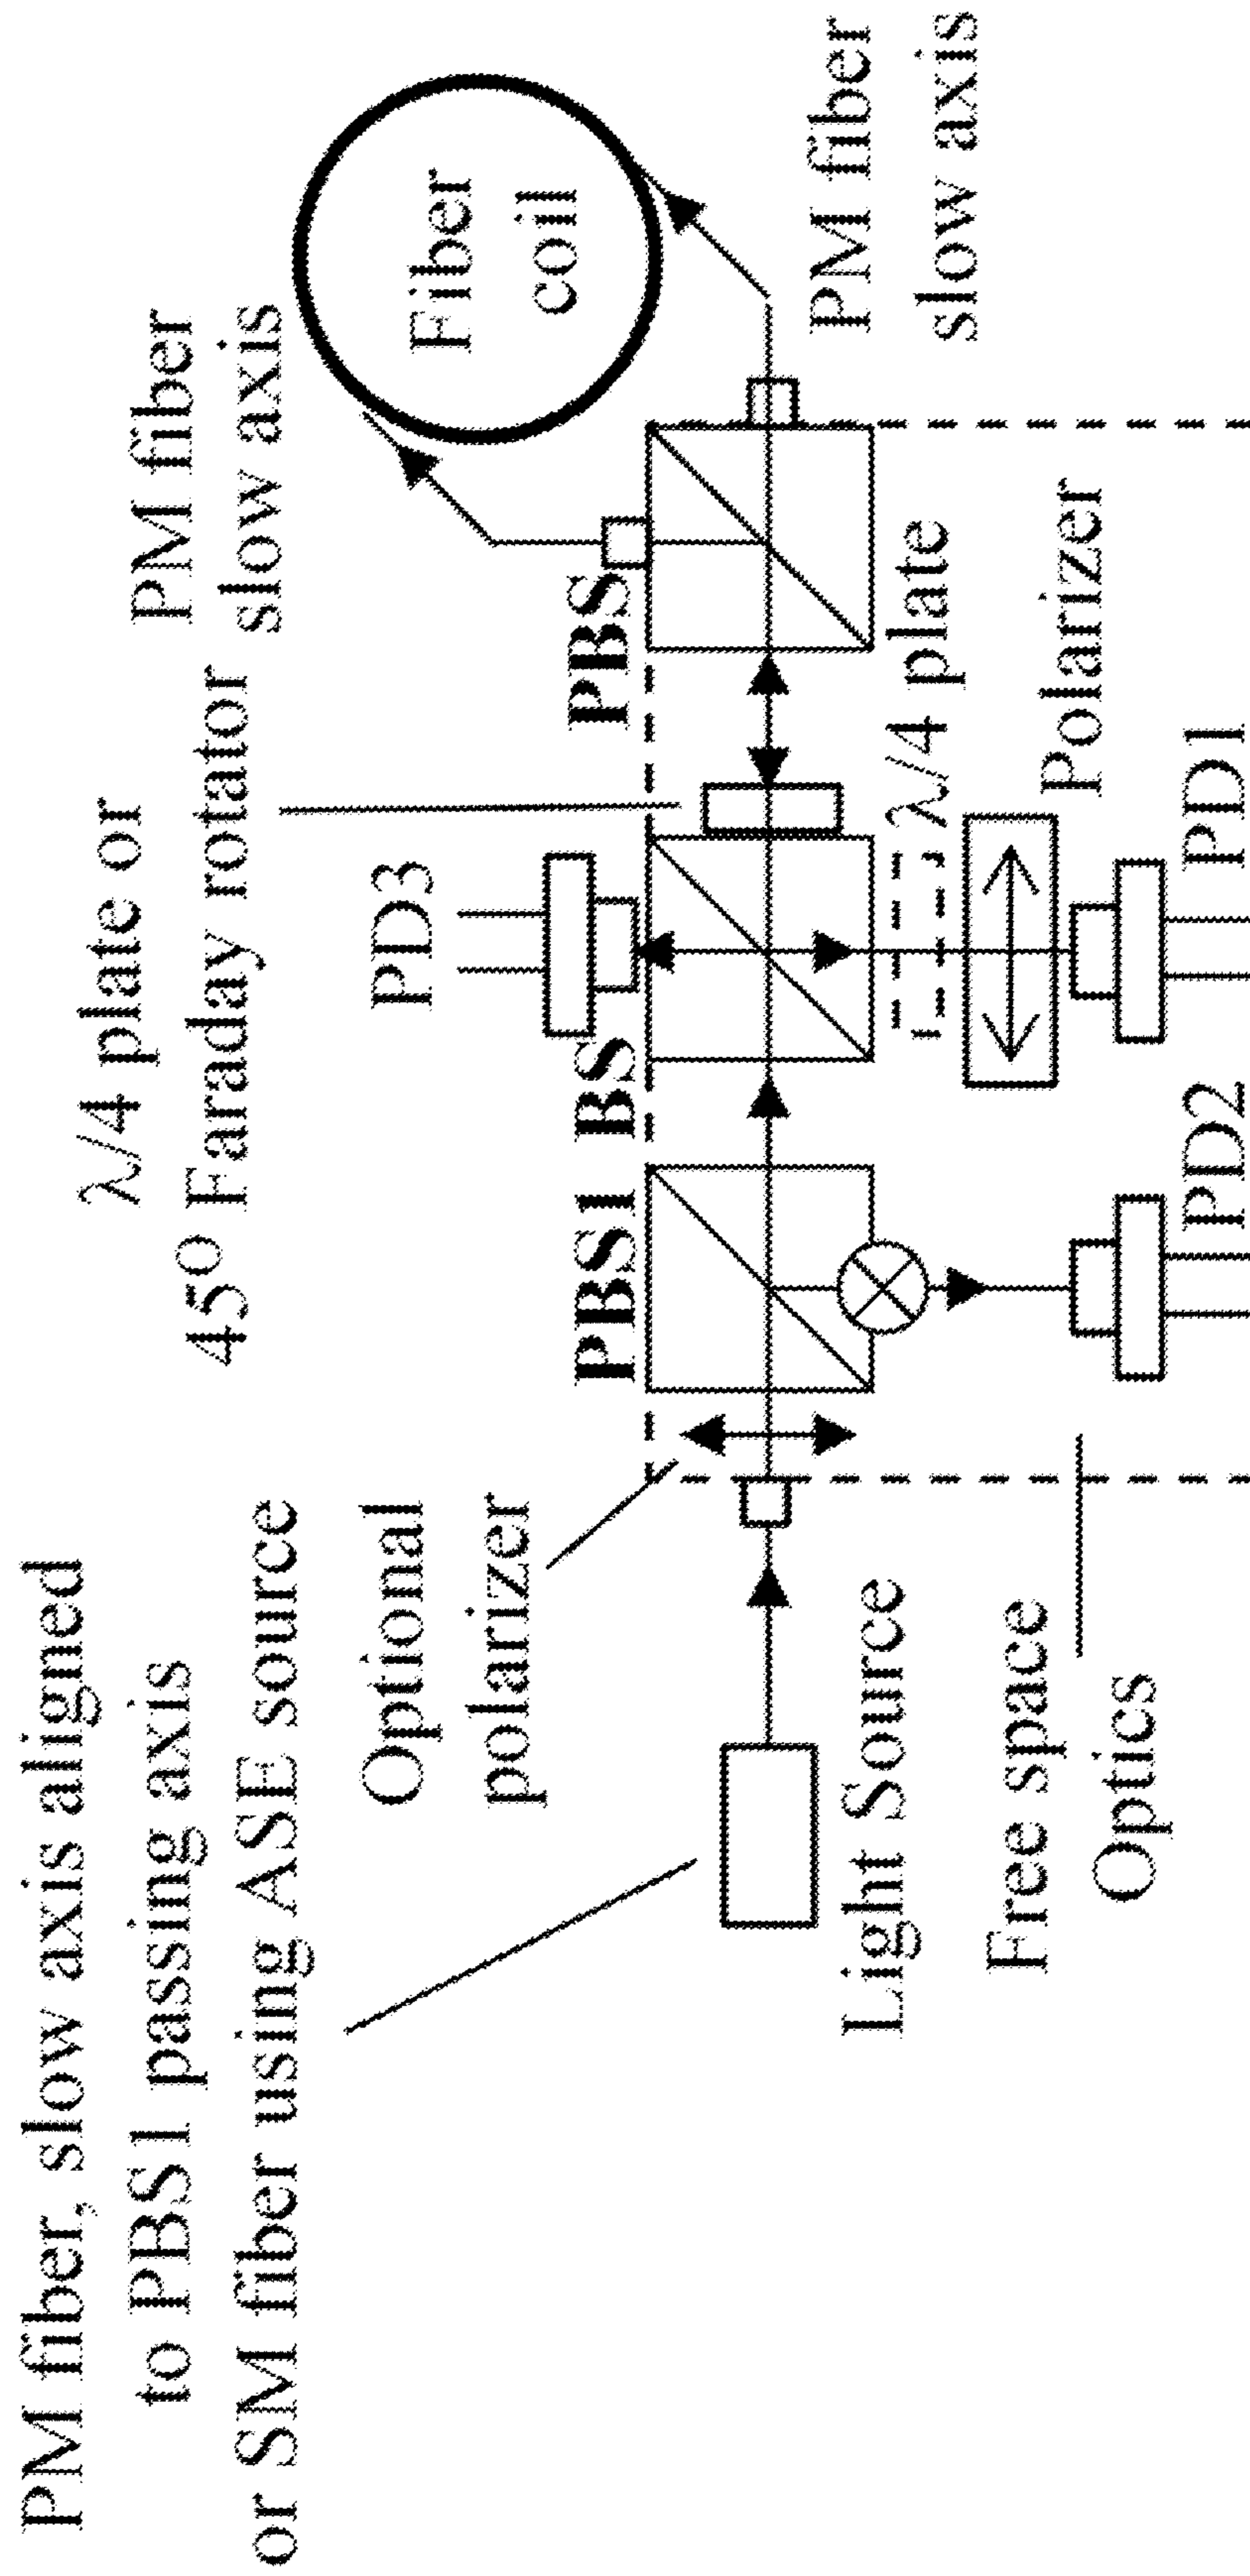 PM fiber, slow axis aligned
to PBS1 passing axis
or SM fiber using ASE source
Optional
polarizer
λ/4 plate or
45° Faraday rotator
PM fiber
slow axis
PD3
Fiber
coil
PBS1
BS
PBS
Light Source
λ/4 plate
PM fiber
slow axis
Free space
Optics
Polarizer
PD2
PD1